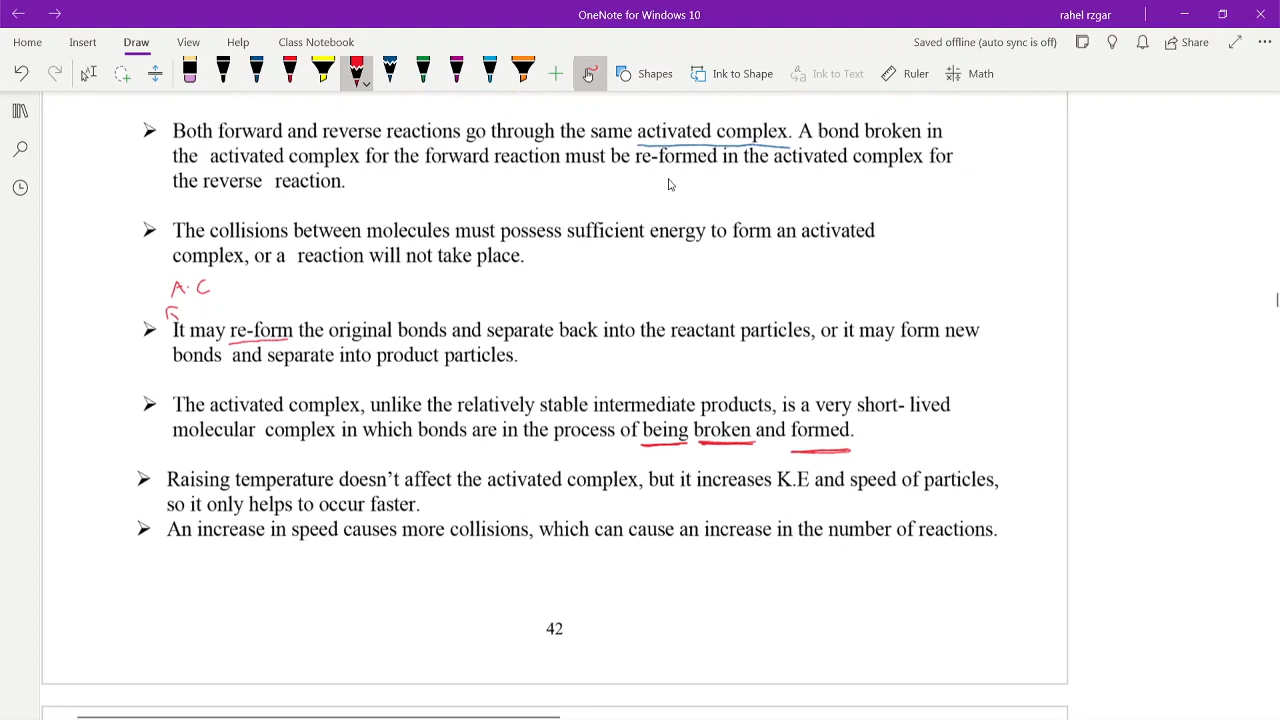 OneNote for Windows 10
rahel rzgar
Home Insert Draw View Help Class Notebook
Saved offline (auto sync is off) Share
Shapes Ink to Shape Ink to Text Ruler Math
➢ Both forward and reverse reactions go through the same activated complex. A bond broken in
the activated complex for the forward reaction must be re-formed in the activated complex for
the reverse reaction.
➢ The collisions between molecules must possess sufficient energy to form an activated
complex, or a reaction will not take place.
A.C
➢ It may re-form the original bonds and separate back into the reactant particles, or it may form new
bonds and separate into product particles.
➢ The activated complex, unlike the relatively stable intermediate products, is a very short- lived
molecular complex in which bonds are in the process of being broken and formed.
➢ Raising temperature doesn’t affect the activated complex, but it increases K.E and speed of particles,
so it only helps to occur faster.
➢ An increase in speed causes more collisions, which can cause an increase in the number of reactions.
42